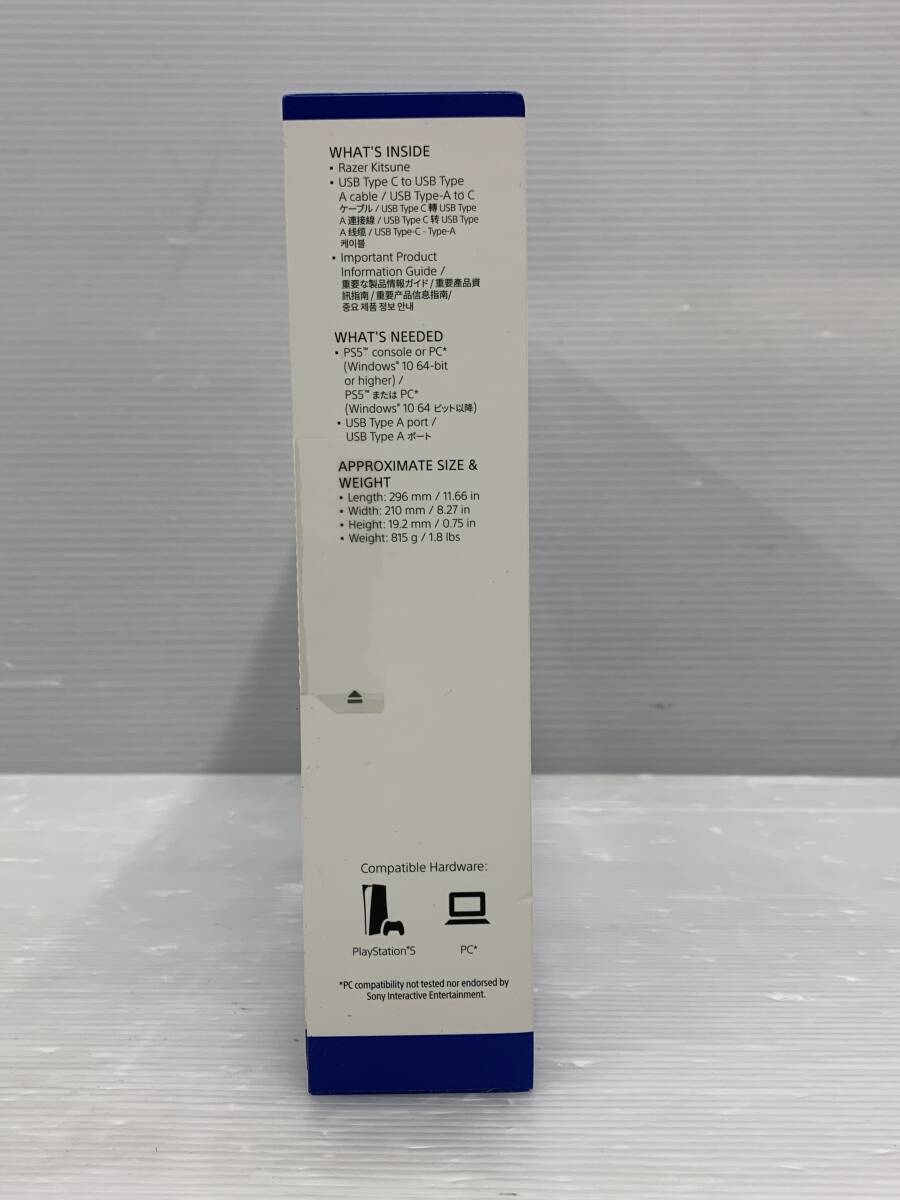 WHAT'S INSIDE
• Razer Kitsune
• USB Type C to USB Type
A cable / USB Type-A to C
ケーブル / USB Type C 轉 USB Type
A 連接線 / USB Type C 转 USB Type
A 线缆 / USB Type-C - Type-A
케이블
• Important Product
Information Guide /
重要な製品情報ガイド / 重要產品資
訊指南 / 重要产品信息指南/
중요 제품 정보 안내
WHAT'S NEEDED
• PS5™ console or PC*
(Windows® 10 64-bit
or higher) /
PS5™ または PC*
(Windows® 10 64 ビット以降)
• USB Type A port /
USB Type A ポート
APPROXIMATE SIZE &
WEIGHT
• Length: 296 mm / 11.66 in
• Width: 210 mm / 8.27 in
• Height: 19.2 mm / 0.75 in
• Weight: 815 g / 1.8 lbs
Compatible Hardware:
PlayStation®5 PC*
*PC compatibility not tested nor endorsed by
Sony Interactive Entertainment.